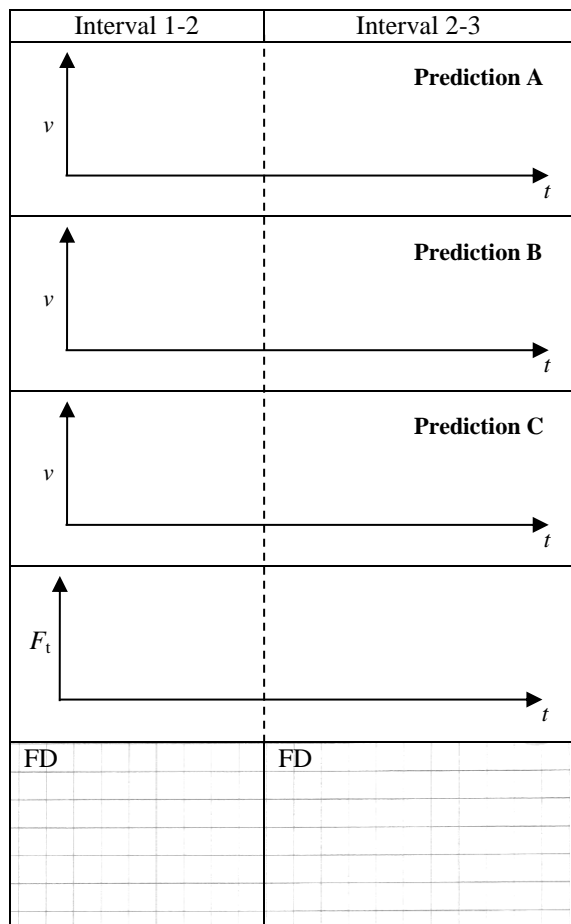 Interval 1-2 Interval 2-3
Prediction A
v
t
Prediction B
v
t
Prediction C
v
t
Ft
t
FD FD